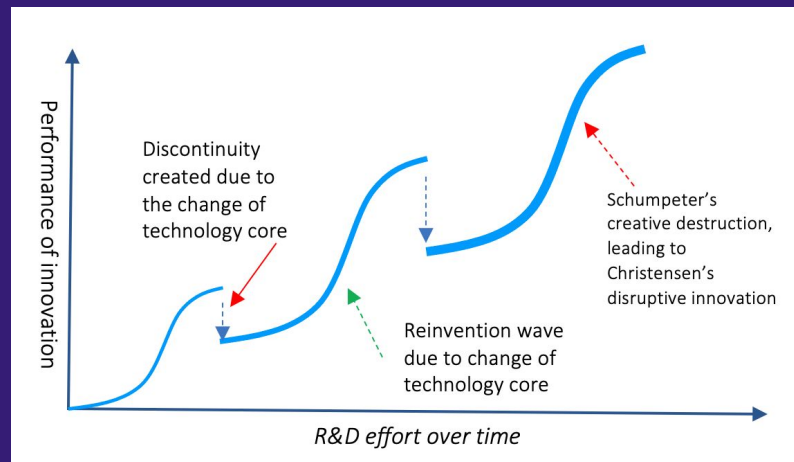 Performance of innovation
Discontinuity
created due to
the change of
technology core
Reinvention wave
due to change of
technology core
Schumpeter's
creative destruction,
leading to
Christensen's
disruptive innovation
R&D effort over time